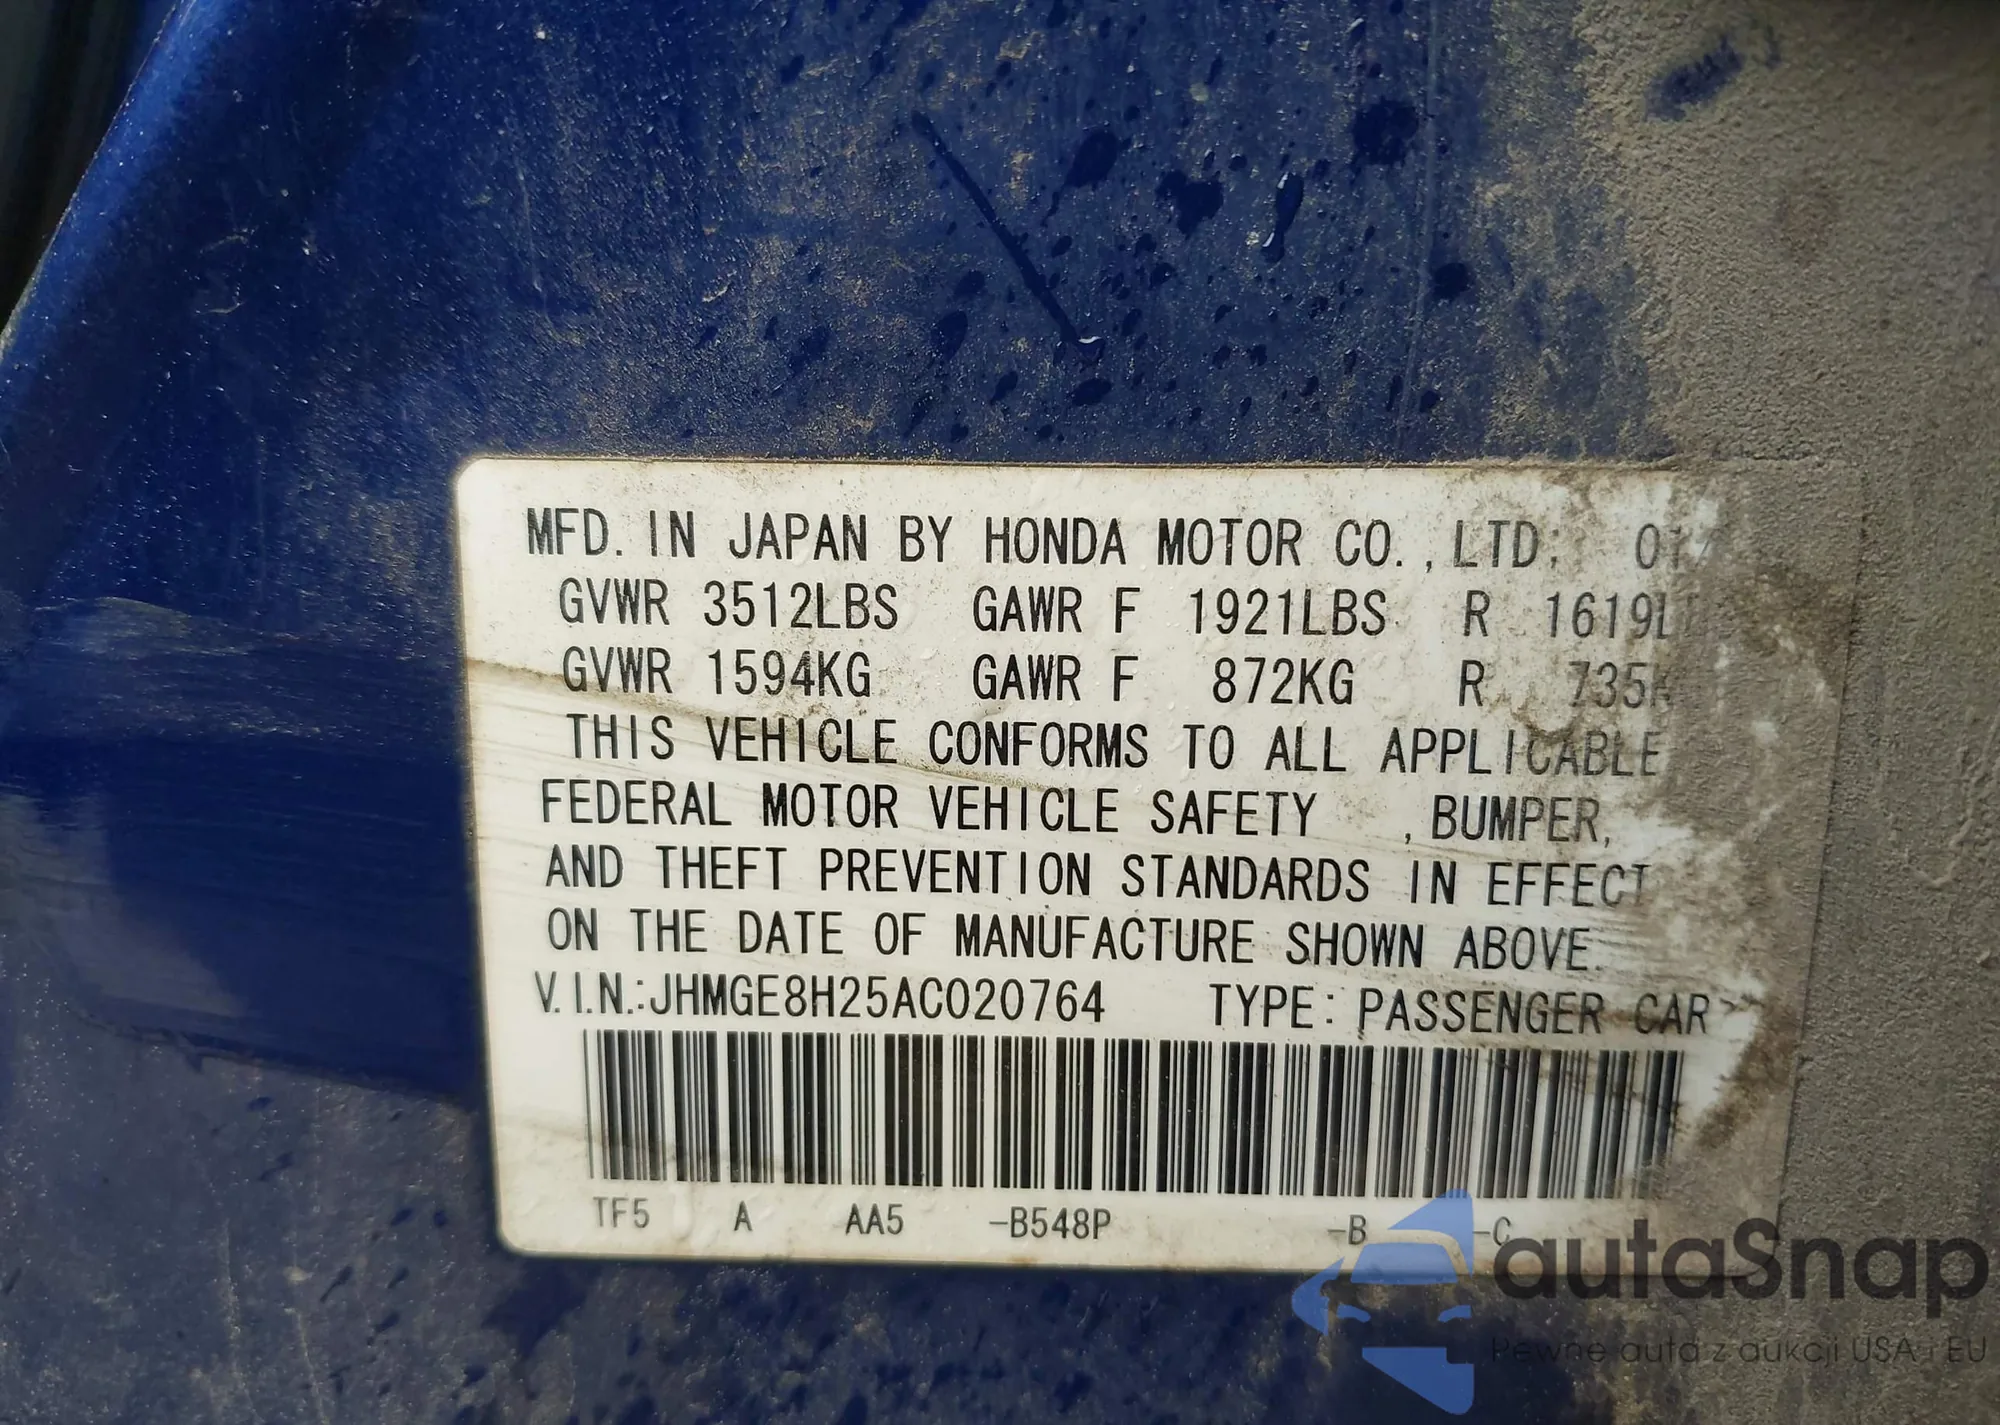 MFD. IN JAPAN BY HONDA MOTOR CO., LTD.
GVWR 3512LBS GAWR F 1921LBS R
GVWR 1594KG GAWR F 872KG R
THIS VEHICLE CONFORMS TO ALL APPLICABLE
FEDERAL MOTOR VEHICLE SAFETY , BUMPER,
AND THEFT PREVENTION STANDARDS IN EFFECT
ON THE DATE OF MANUFACTURE SHOWN ABOVE.
V.I.N.:JHMGE8H25AC020764 TYPE: PASSENGER CAR
TF5 A AA5 -B548P -B -C
autaSnap
Pewne auta z aukcji USA i EU